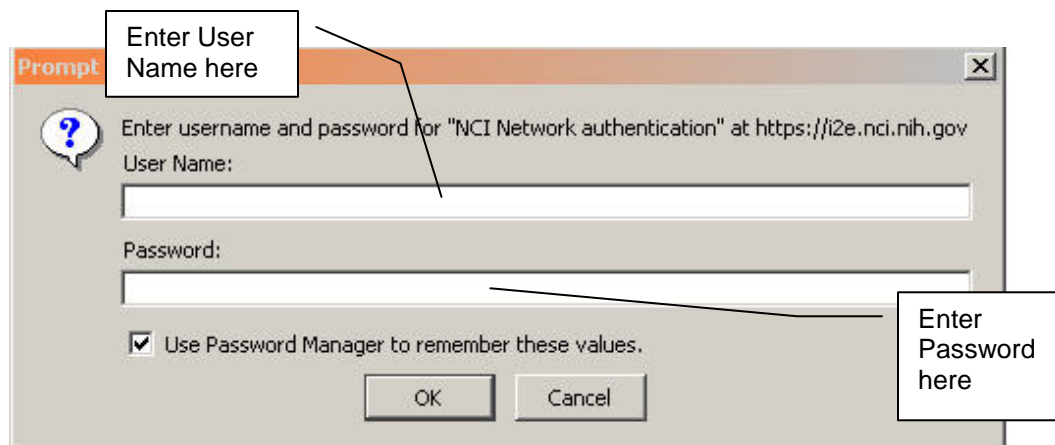 Enter User
Name here
Prompt
Enter username and password for "NCI Network authentication" at https://i2e.nci.nih.gov
User Name:
Password:
Enter
Password
here
Use Password Manager to remember these values.
OK
Cancel